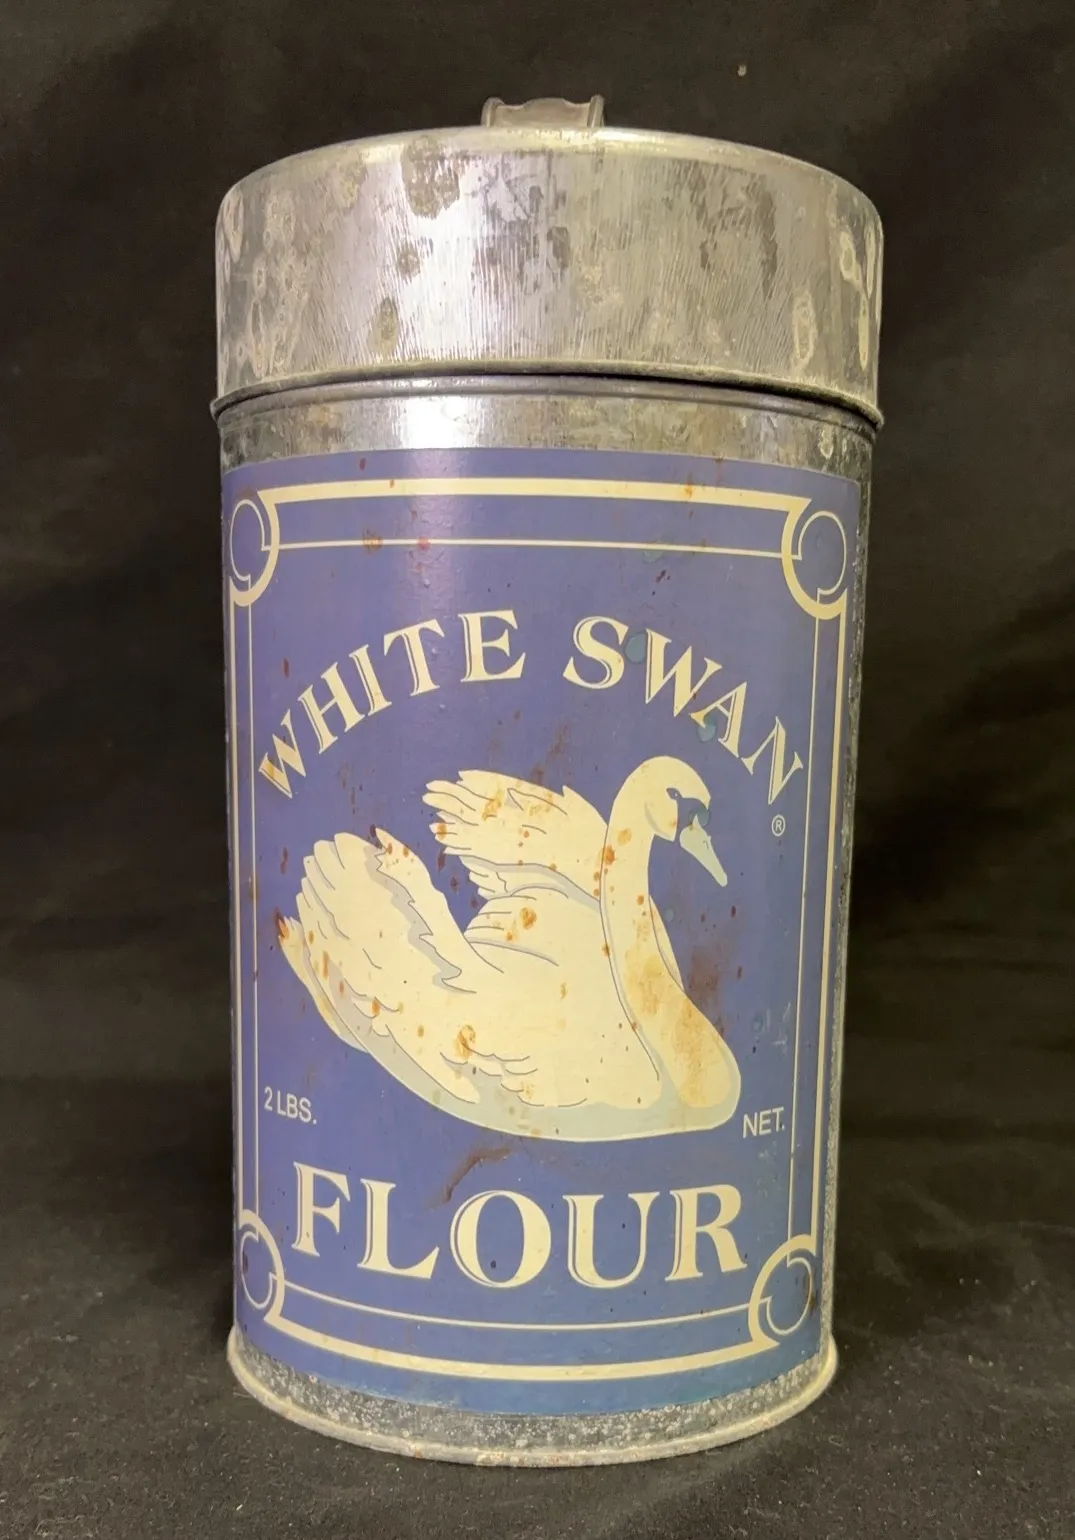 WHITE SWAN
®
2 LBS. NET.
FLOUR